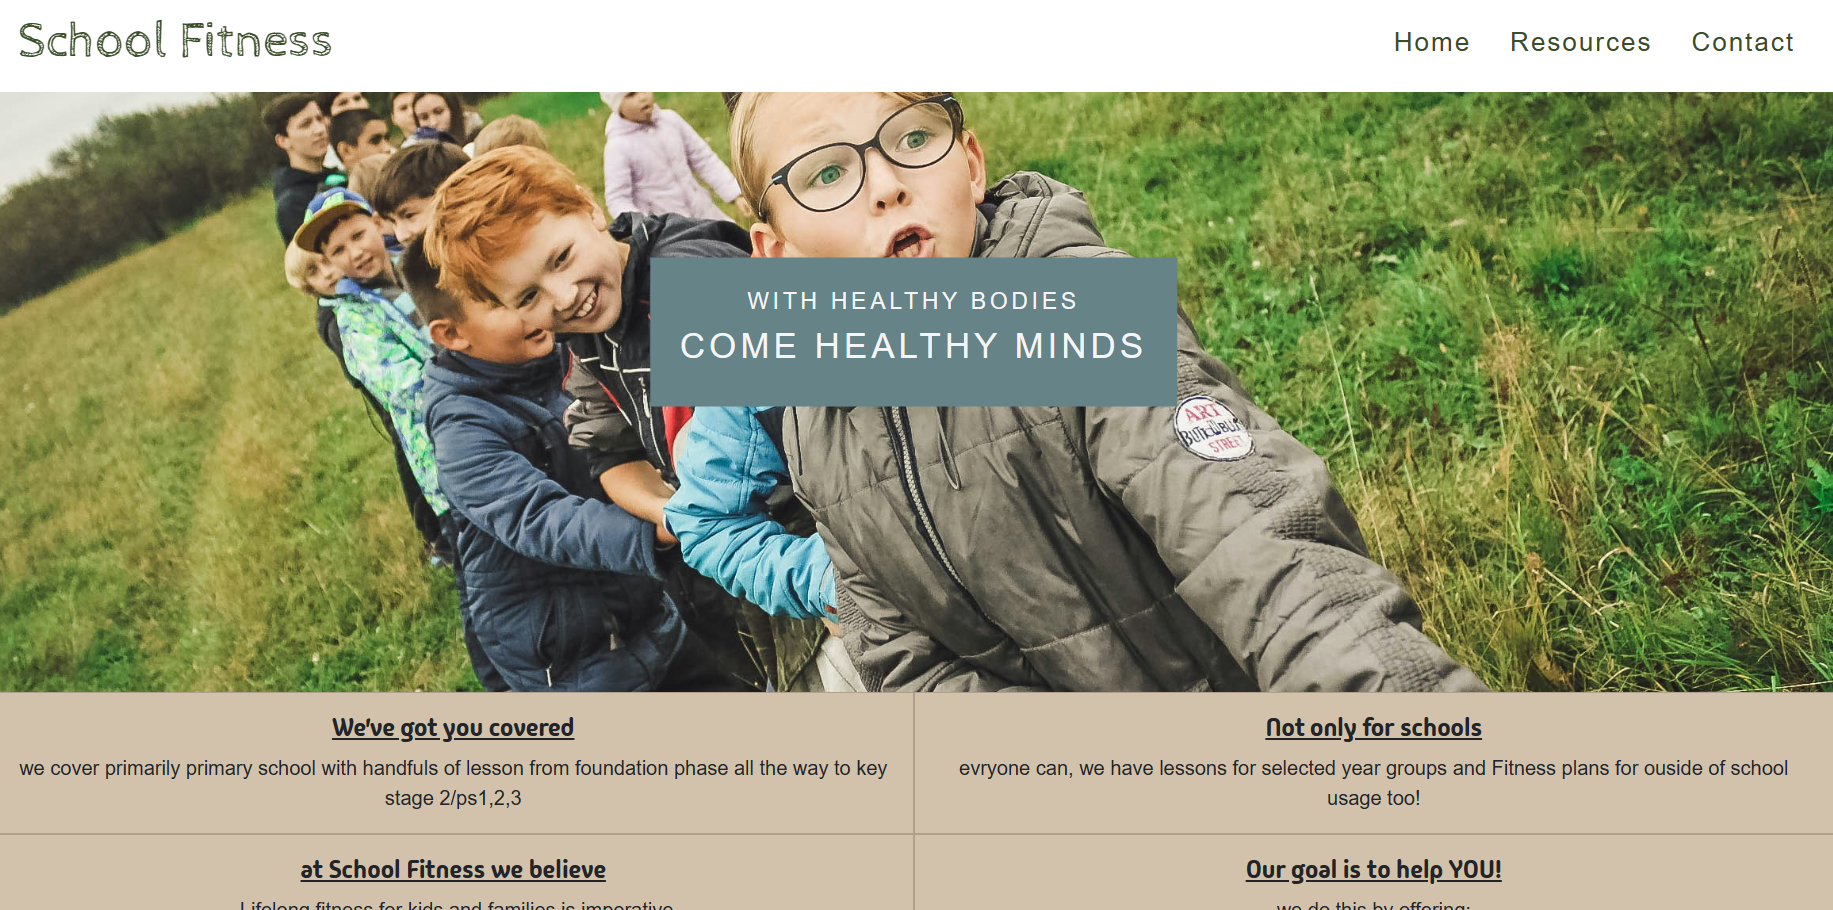 School Fitness
Home Resources Contact
WITH HEALTHY BODIES
COME HEALTHY MINDS
ART
STREET
We've got you covered
we cover primarily primary school with handfuls of lesson from foundation phase all the way to key
stage 2/ps1,2,3
Not only for schools
evryone can, we have lessons for selected year groups and Fitness plans for ouside of school
usage too!
at School Fitness we believe
Lifelong fitness for kids and families is imperative
Our goal is to help YOU!
we do this by offering: